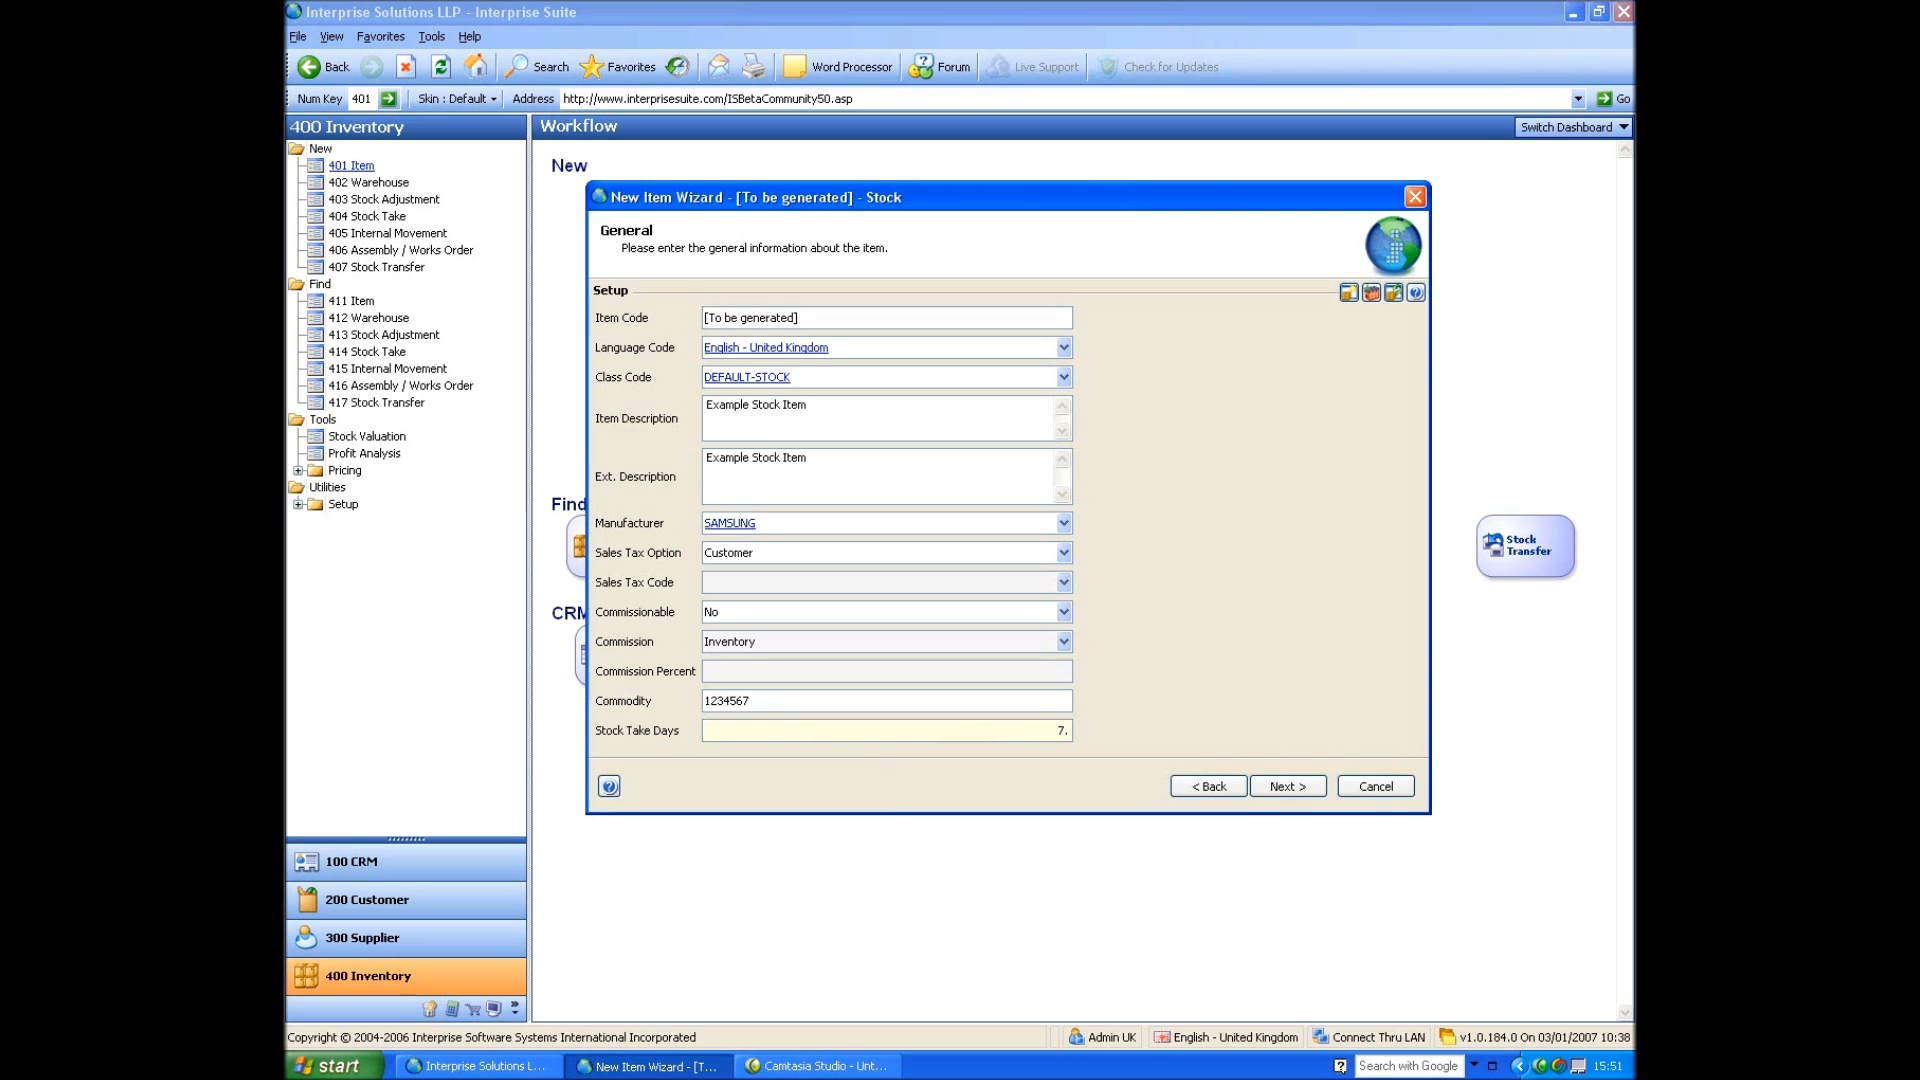 Interprise Solutions LLP - Interprise Suite
File View Favorites Tools Help
Back Search Favorites Word Processor Forum Live Support Check for Updates
Num Key 401 Skin : Default Address http://www.interprisesuite.com/ISBetaCommunity50.asp Go
400 Inventory
Workflow
Switch Dashboard
New
401 Item
402 Warehouse
403 Stock Adjustment
404 Stock Take
405 Internal Movement
406 Assembly / Works Order
407 Stock Transfer
Find
411 Item
412 Warehouse
413 Stock Adjustment
414 Stock Take
415 Internal Movement
416 Assembly / Works Order
417 Stock Transfer
Tools
Stock Valuation
Profit Analysis
Pricing
Utilities
Setup
100 CRM
200 Customer
300 Supplier
400 Inventory
New
Find
CRM
Stock
Transfer
New Item Wizard - [To be generated] - Stock
General
Please enter the general information about the item.
Setup
Item Code [To be generated]
Language Code English - United Kingdom
Class Code DEFAULT-STOCK
Item Description Example Stock Item
Ext. Description Example Stock Item
Manufacturer SAMSUNG
Sales Tax Option Customer
Sales Tax Code
Commissionable No
Commission Inventory
Commission Percent
Commodity 1234567
Stock Take Days 7.
< Back Next > Cancel
Copyright © 2004-2006 Interprise Software Systems International Incorporated
Admin UK English - United Kingdom Connect Thru LAN v1.0.184.0 On 03/01/2007 10:38
start Interprise Solutions L... New Item Wizard - [T... Camtasia Studio - Unt... Search with Google 15:51